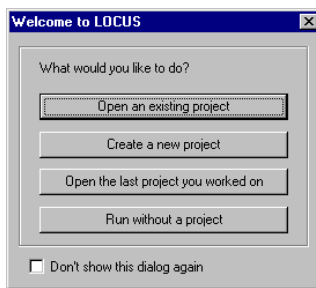 Welcome to LOCUS
What would you like to do?
Open an existing project
Create a new project
Open the last project you worked on
Run without a project
Don't show this dialog again